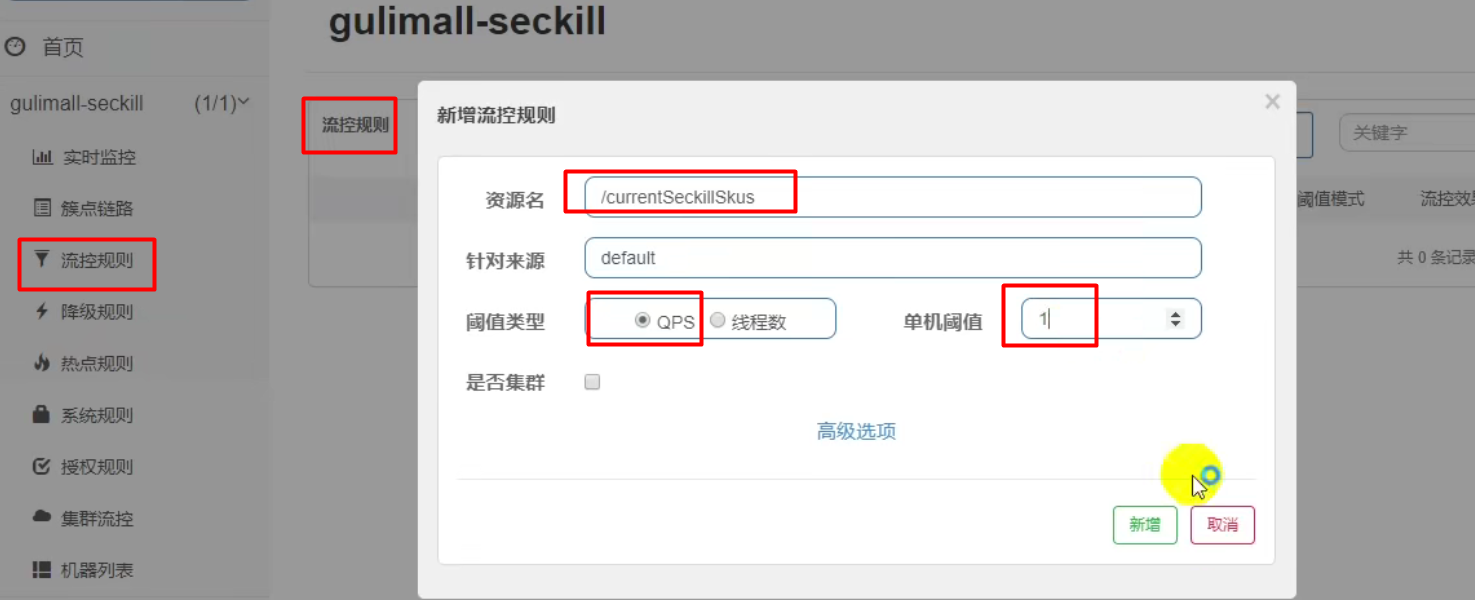 gulimall-seckill
首页
gulimall-seckill (1/1)
实时监控
簇点链路
流控规则
降级规则
热点规则
系统规则
授权规则
集群流控
机器列表
流控规则
关键字
阈值模式 流控效果
共 0 条记录
新增流控规则
资源名 /currentSeckillSkus
针对来源 default
阈值类型 QPS 线程数 单机阈值 1
是否集群
高级选项
新增 取消